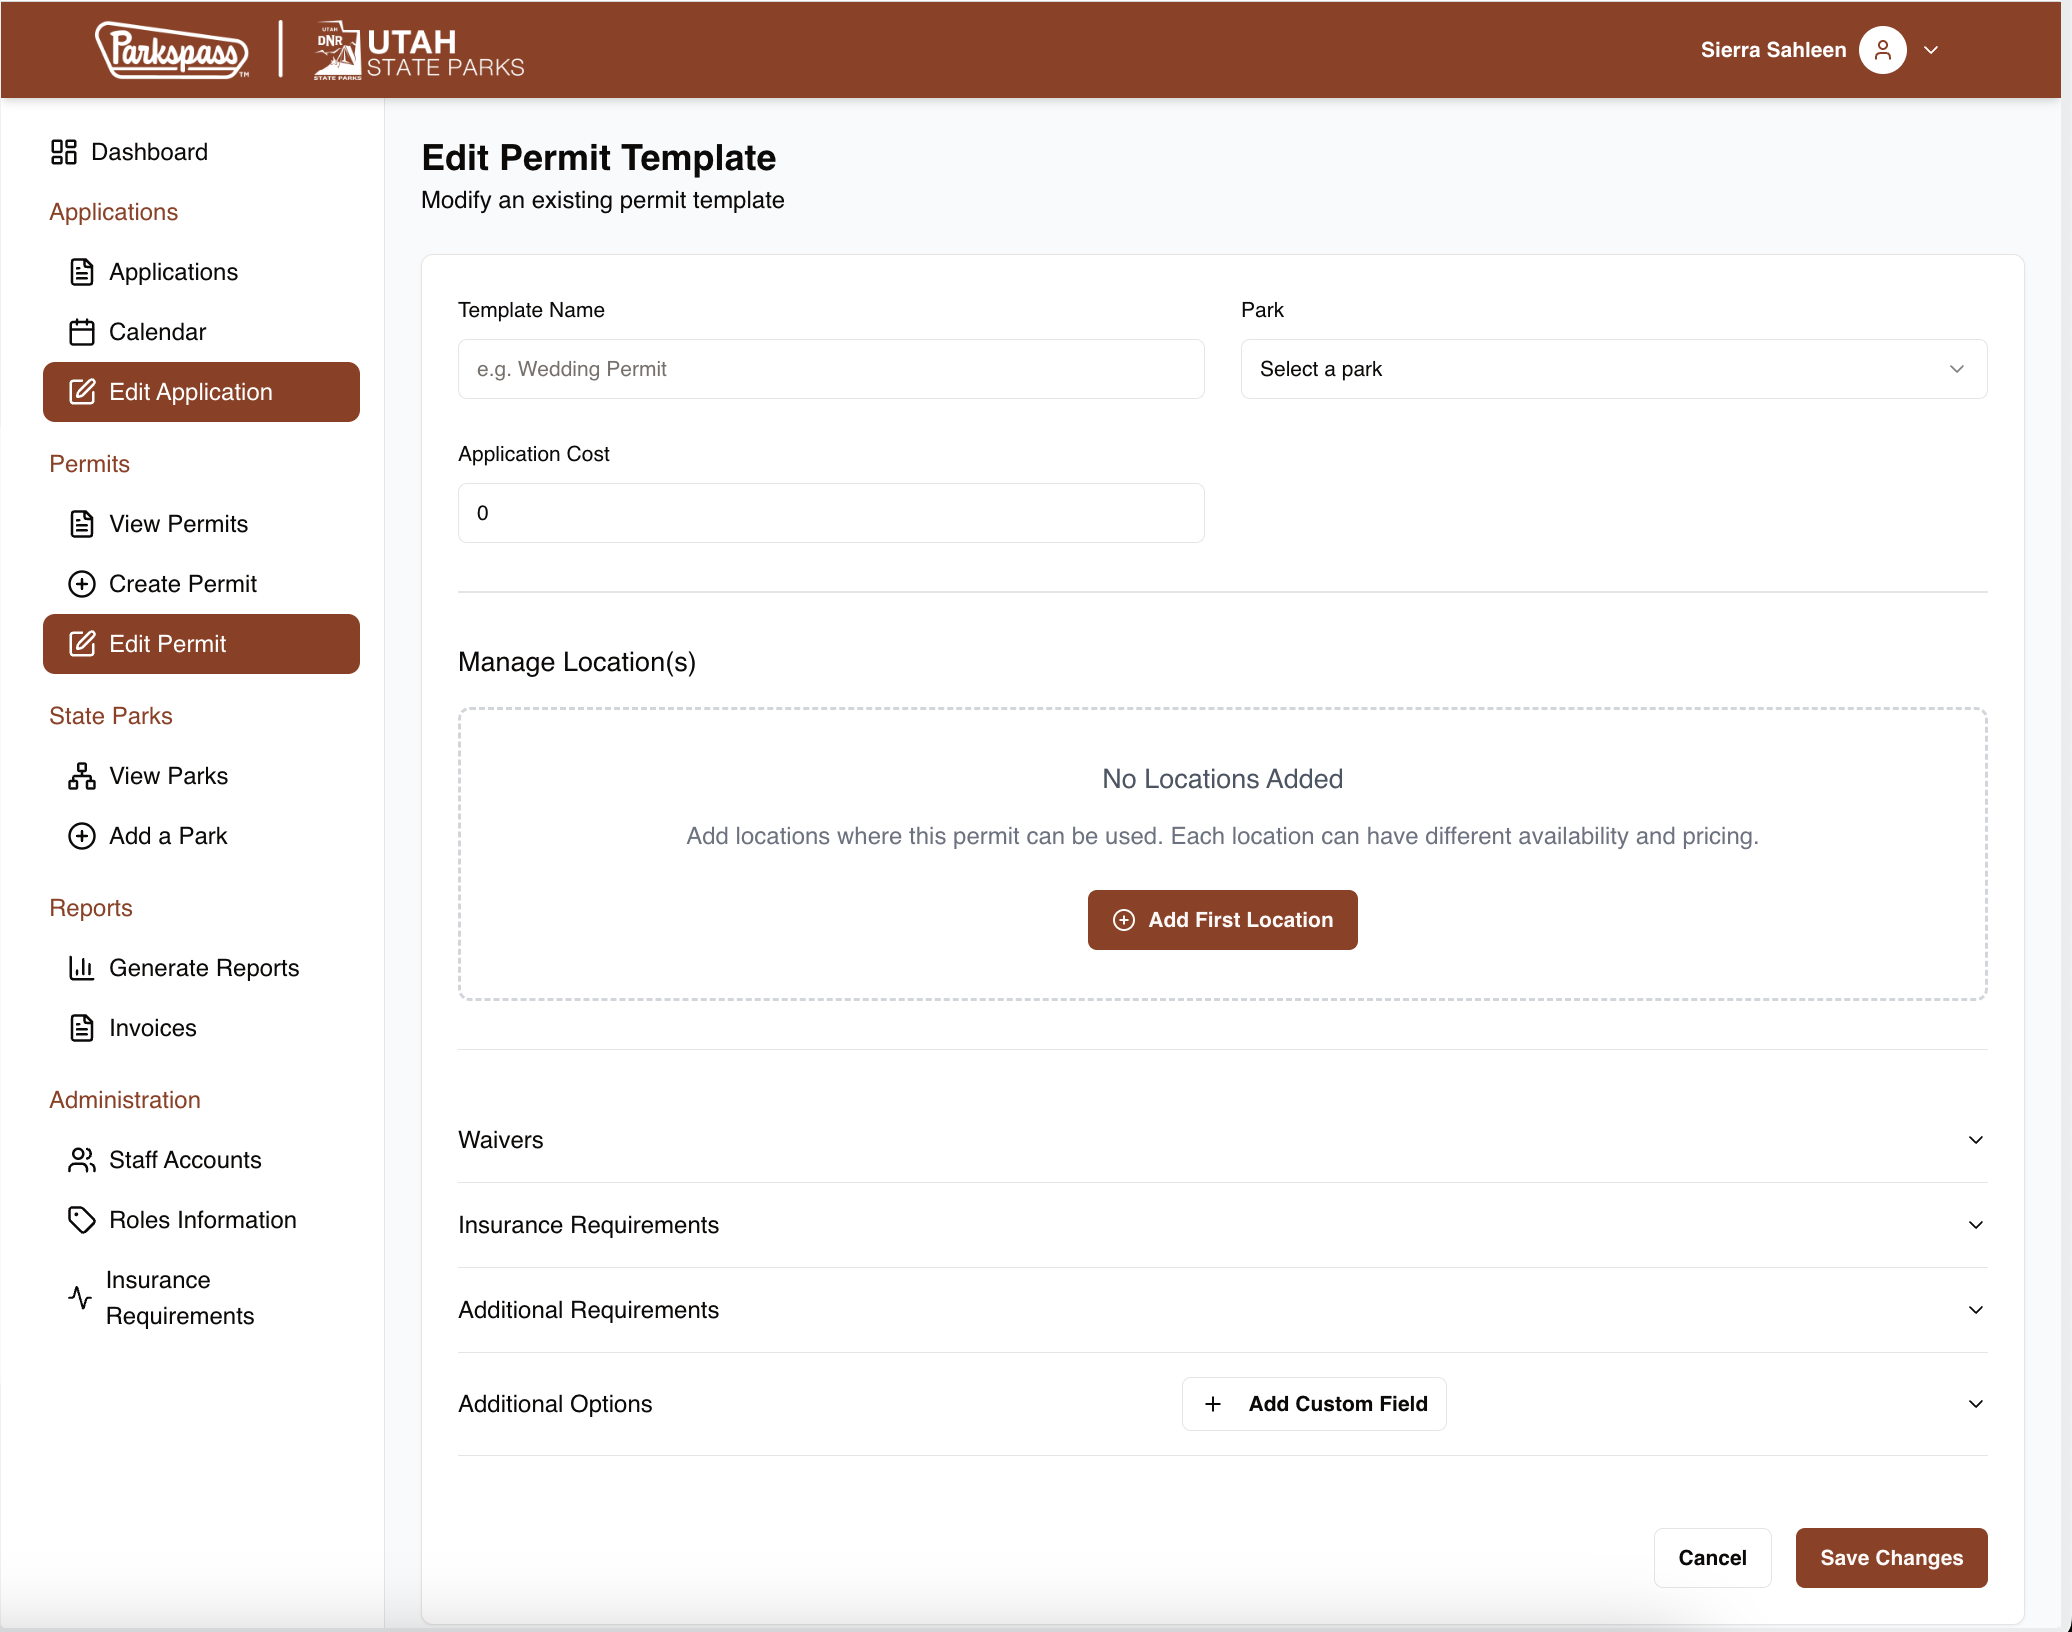 Parkspass™
UTAH
DNR
STATE PARKS
UTAH
STATE PARKS
Sierra Sahleen
Dashboard
Applications
Applications
Calendar
Edit Application
Permits
View Permits
Create Permit
Edit Permit
State Parks
View Parks
Add a Park
Reports
Generate Reports
Invoices
Administration
Staff Accounts
Roles Information
Insurance
Requirements
Edit Permit Template
Modify an existing permit template
Template Name
e.g. Wedding Permit
Park
Select a park
Application Cost
0
Manage Location(s)
No Locations Added
Add locations where this permit can be used. Each location can have different availability and pricing.
Add First Location
Waivers
Insurance Requirements
Additional Requirements
Additional Options
Add Custom Field
Cancel
Save Changes